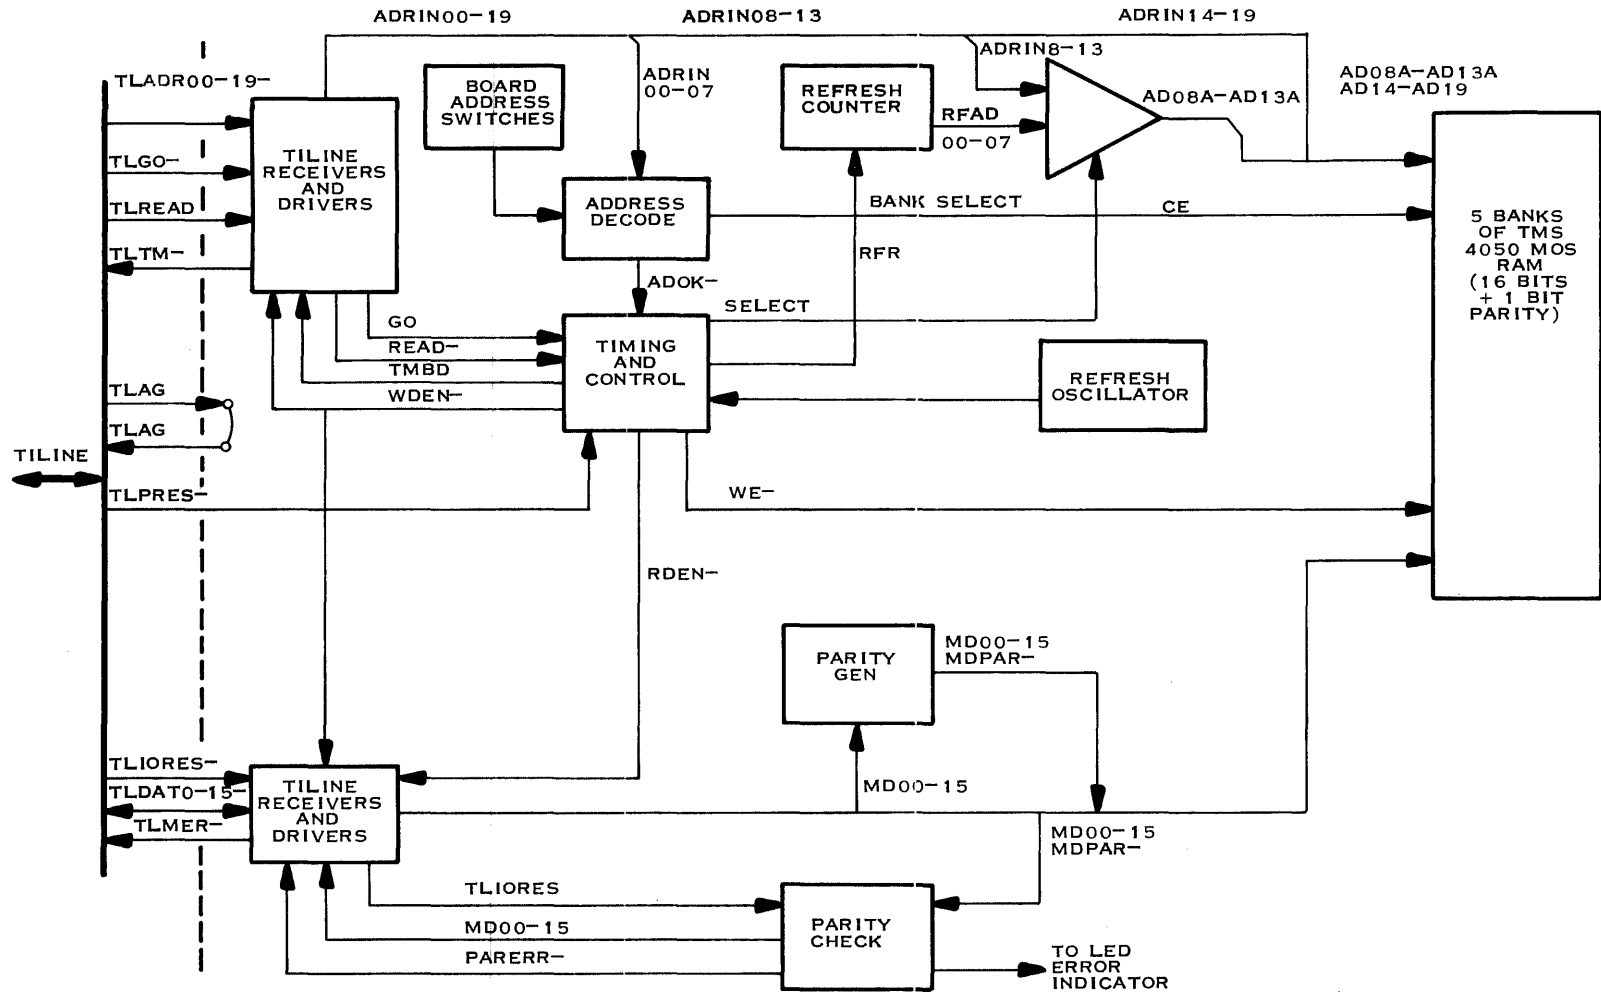 ADRIN00-19
ADRIN08-13
ADRIN14-19
TLADR00-19-
ADRIN
00-07
ADRIN8-13
AD08A-AD13A
AD14-AD19
BOARD
ADDRESS
SWITCHES
REFRESH
COUNTER
RFAD
00-07
AD08A-AD13A
TLGO-
TLREAD
TLTM-
TILINE
RECEIVERS
AND
DRIVERS
ADDRESS
DECODE
BANK SELECT
CE
RFR
ADOK-
SELECT
5 BANKS
OF TMS
4050 MOS
RAM
(16 BITS
+ 1 BIT
PARITY)
GO
READ-
TMBD
WDEN-
TIMING
AND
CONTROL
REFRESH
OSCILLATOR
TLAG
TLAG
TILINE
TLPRES-
WE-
RDEN-
PARITY
GEN
MD00-15
MDPAR-
TLIORES-
TLDAT0-15-
TLMER-
TILINE
RECEIVERS
AND
DRIVERS
MD00-15
MD00-15
MDPAR-
TLIORES
MD00-15
PARERR-
PARITY
CHECK
TO LED
ERROR
INDICATOR